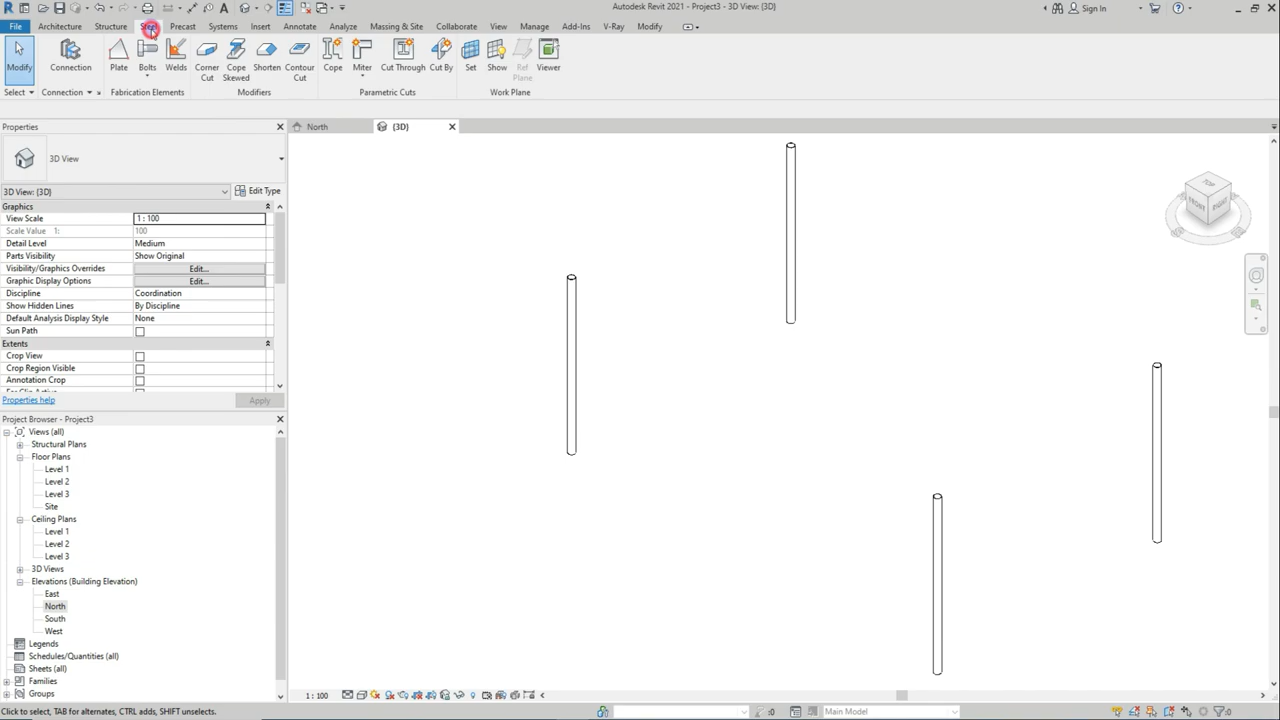 Autodesk Revit 2021 - Project3 - 3D View: {3D}
Sign In
File Architecture Structure Steel Precast Systems Insert Annotate Analyze Massing & Site Collaborate View Manage Add-Ins V-Ray Modify
Modify Connection Plate Bolts Welds Corner Cut Cope Skewed Shorten Contour Cut Cope Miter Cut Through Cut By Set Show Ref Plane Viewer
Select Connection Fabrication Elements Modifiers Parametric Cuts Work Plane
Properties
North
{3D}
3D View
3D View: {3D}
Edit Type
Graphics
View Scale 1 : 100
Scale Value 1: 100
Detail Level Medium
Parts Visibility Show Original
Visibility/Graphics Overrides Edit...
Graphic Display Options Edit...
Discipline Coordination
Show Hidden Lines By Discipline
Default Analysis Display Style None
Sun Path
Extents
Crop View
Crop Region Visible
Annotation Crop
Properties help
Apply
Project Browser - Project3
Views (all)
Structural Plans
Floor Plans
Level 1
Level 2
Level 3
Site
Ceiling Plans
Level 1
Level 2
Level 3
3D Views
Elevations (Building Elevation)
East
North
South
West
Legends
Schedules/Quantities (all)
Sheets (all)
Families
Groups
TOP
FRONT
RIGHT
1 : 100
Click to select, TAB for alternates, CTRL adds, SHIFT unselects.
:0
Main Model
:0